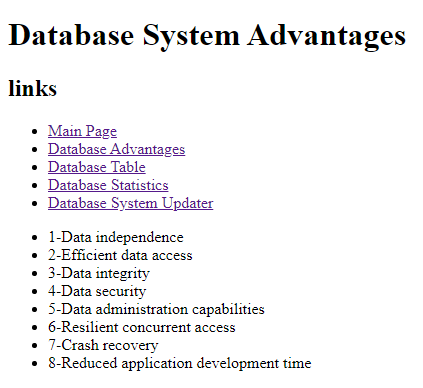 Database System Advantages
links
Main Page
Database Advantages
Database Table
Database Statistics
Database System Updater
1-Data independence
2-Efficient data access
3-Data integrity
4-Data security
5-Data administration capabilities
6-Resilient concurrent access
7-Crash recovery
8-Reduced application development time